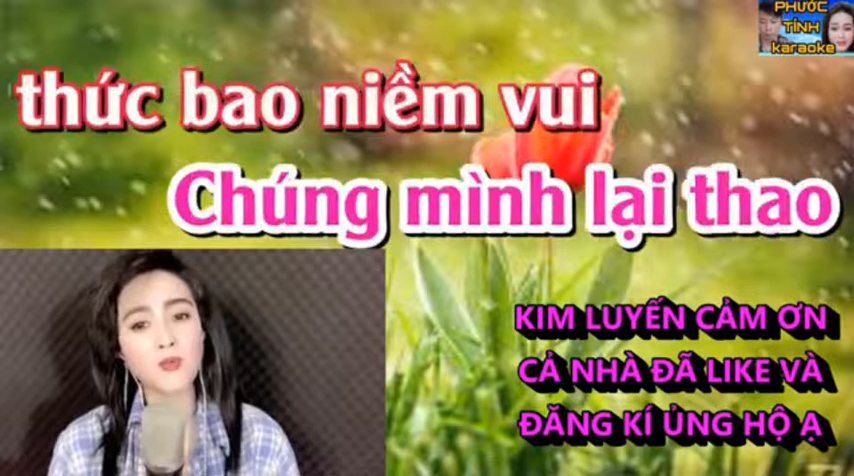 PHƯỚC
TÍNH
karaoke
thức bao niềm vui
Chúng mình lại thao
KIM LUYẾN CẢM ƠN
CẢ NHÀ ĐÃ LIKE VÀ
ĐĂNG KÍ ỦNG HỘ Ạ